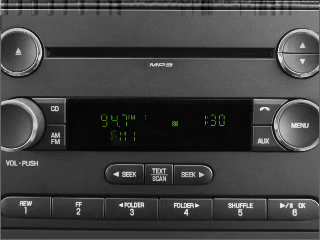 MP3
CD
94.7 FM
1:30
MENU
AM
FM
AUX
VOL - PUSH
◄ SEEK
TEXT
SCAN
SEEK ►
REW
1
FF
2
◄ FOLDER
3
FOLDER ►
4
SHUFFLE
5
►/II OK
6